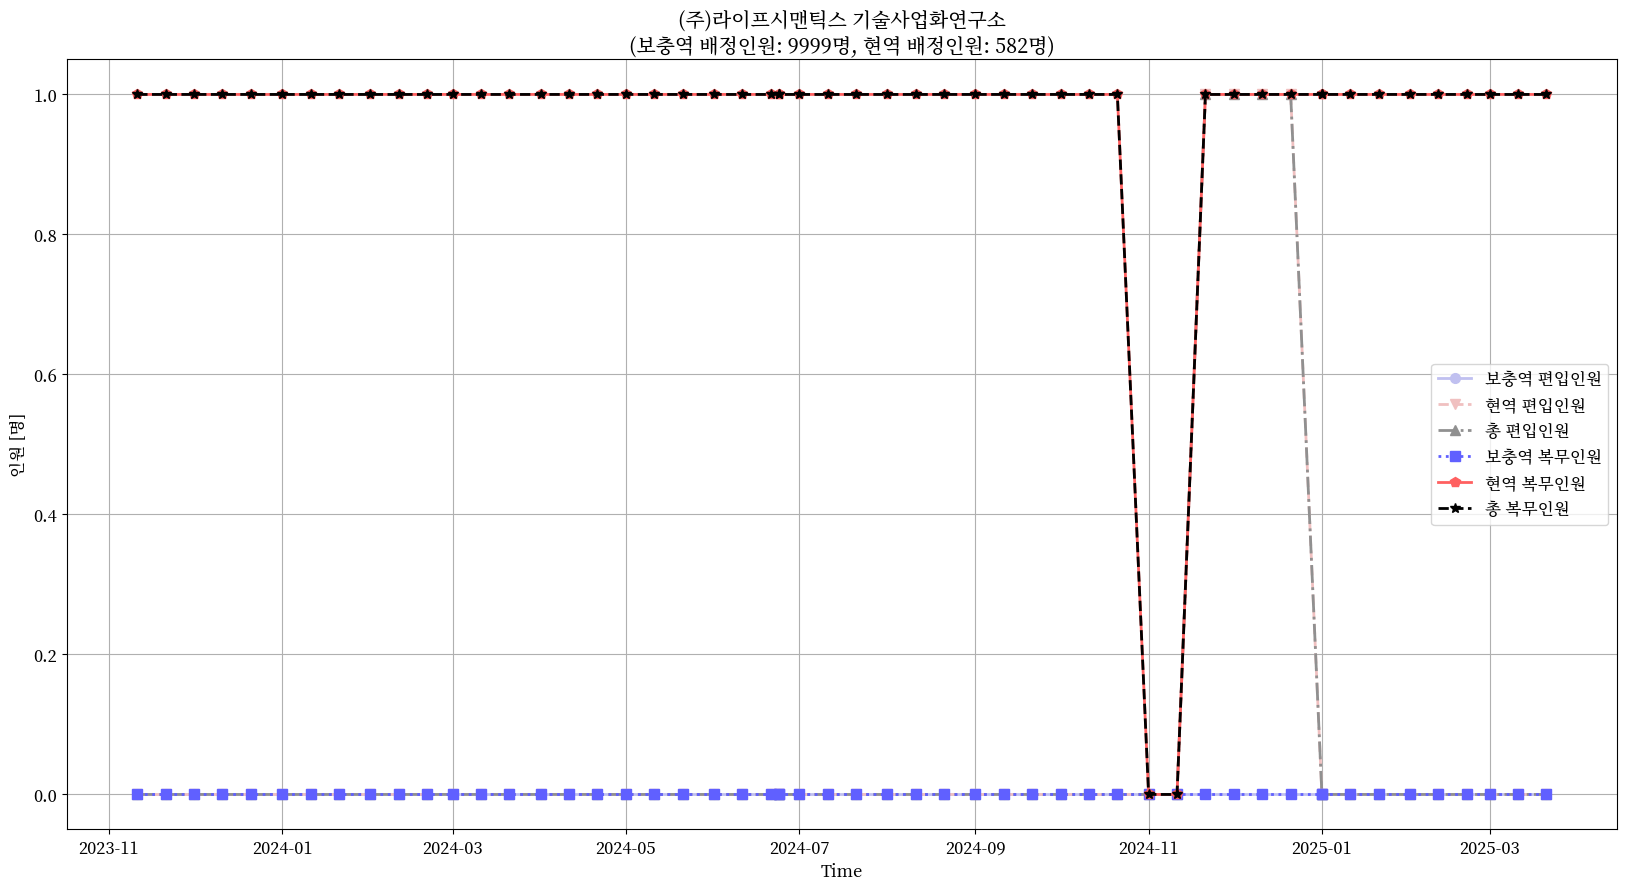 (주)라이프시맨틱스 기술사업화연구소
(보충역 배정인원: 9999명, 현역 배정인원: 582명)
인원 [명]
1.0
0.8
0.6
0.4
0.2
0.0
보충역 편입인원
현역 편입인원
총 편입인원
보충역 복무인원
현역 복무인원
총 복무인원
2023-11
2024-01
2024-03
2024-05
2024-07
2024-09
2024-11
2025-01
2025-03
Time